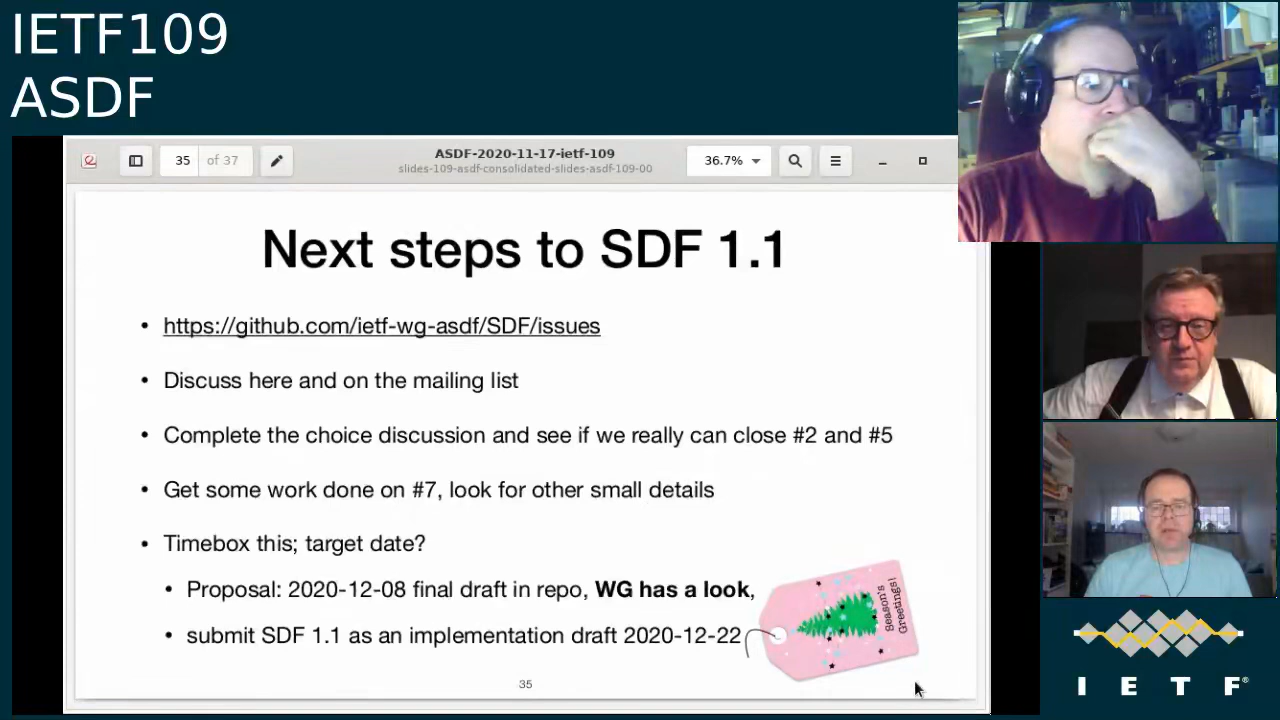 IETF109
ASDF
35 of 37
ASDF-2020-11-17-ietf-109
slides-109-asdf-consolidated-slides-asdf-109-00
36.7%
Next steps to SDF 1.1
• https://github.com/ietf-wg-asdf/SDF/issues
• Discuss here and on the mailing list
• Complete the choice discussion and see if we really can close #2 and #5
• Get some work done on #7, look for other small details
• Timebox this; target date?
• Proposal: 2020-12-08 final draft in repo, WG has a look,
• submit SDF 1.1 as an implementation draft 2020-12-22
Season's
Greetings!
35
I E T F®